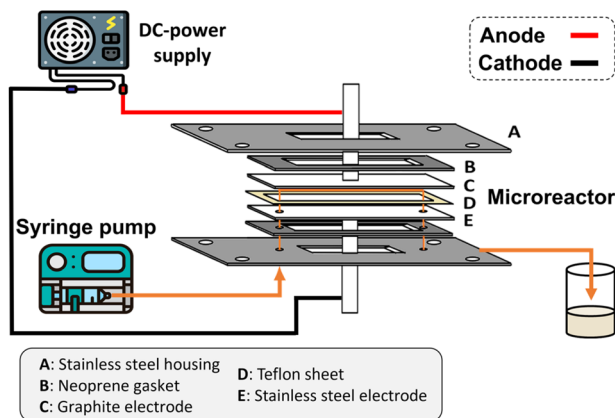 DC-power
supply
Anode
Cathode
A
B
C
D
E
Microreactor
Syringe pump
A: Stainless steel housing
B: Neoprene gasket
C: Graphite electrode
D: Teflon sheet
E: Stainless steel electrode